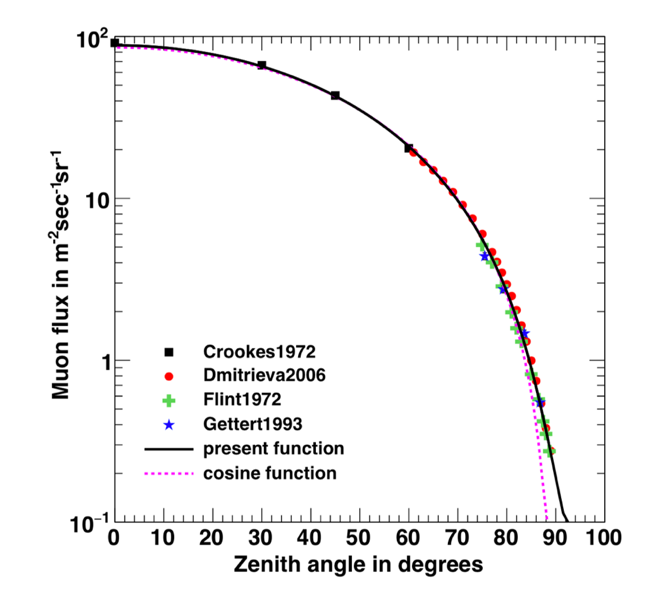 10²
10
1
10⁻¹
Muon flux in m⁻²sec⁻¹sr⁻¹
Crookes1972
Dmitrieva2006
Flint1972
Gettert1993
present function
cosine function
0 10 20 30 40 50 60 70 80 90 100
Zenith angle in degrees